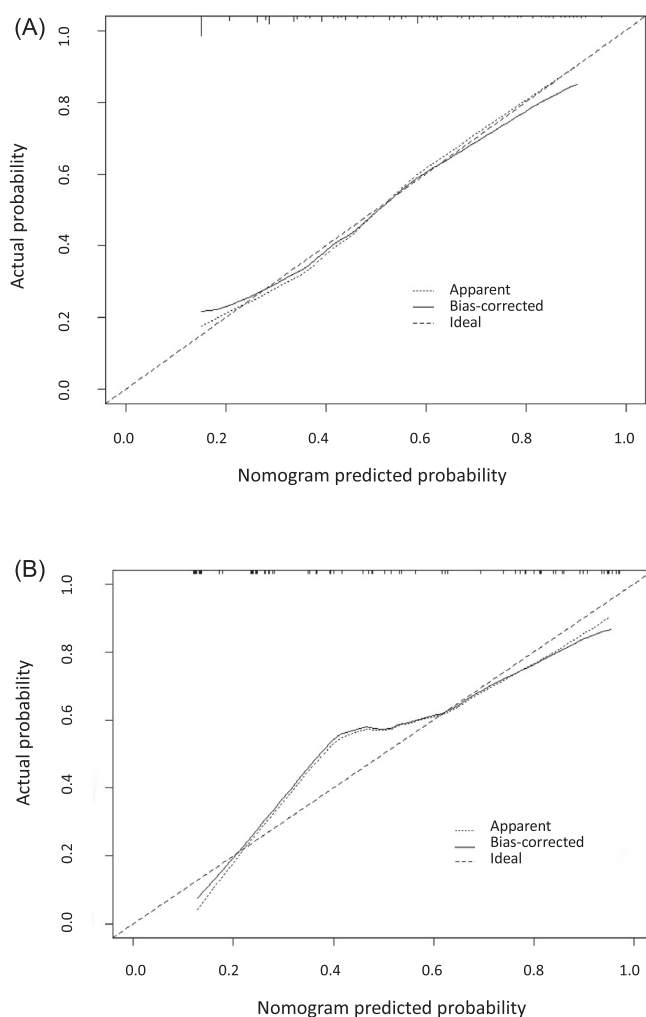 (A)
1.0
0.8
0.6
0.4
0.2
0.0
Actual probability
Apparent
Bias-corrected
Ideal
0.0 0.2 0.4 0.6 0.8 1.0
Nomogram predicted probability
(B)
1.0
0.8
0.6
0.4
0.2
0.0
Actual probability
Apparent
Bias-corrected
Ideal
0.0 0.2 0.4 0.6 0.8 1.0
Nomogram predicted probability